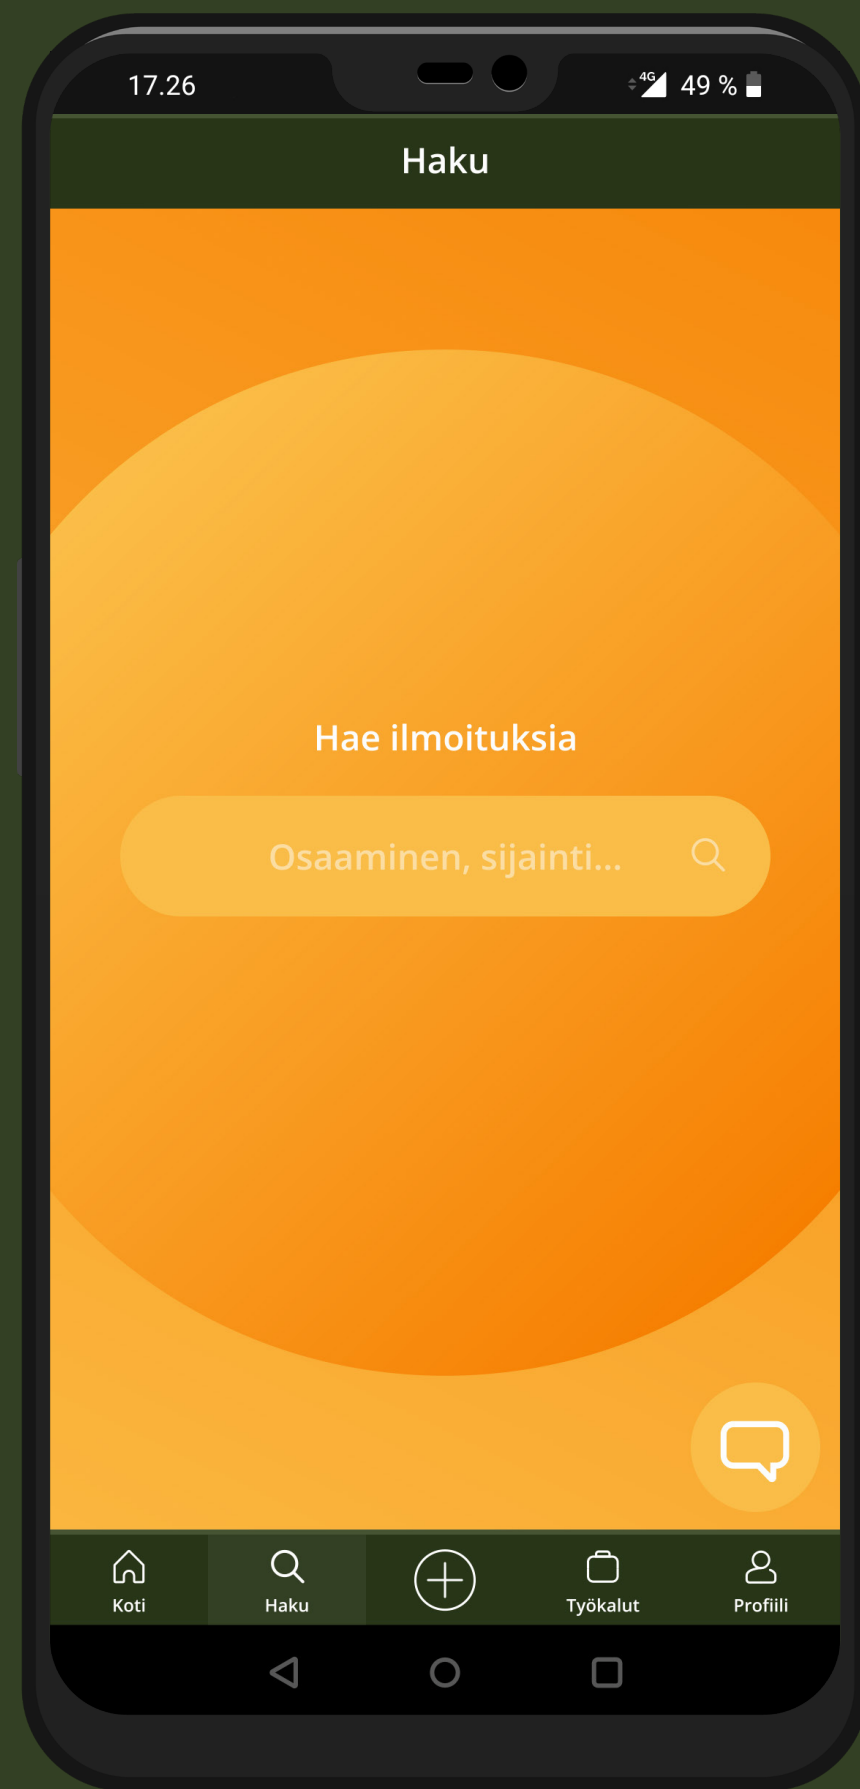 17.26
4G 49 %
Haku
Hae ilmoituksia
Osaaminen, sijainti...
Koti
Haku
Työkalut
Profiili